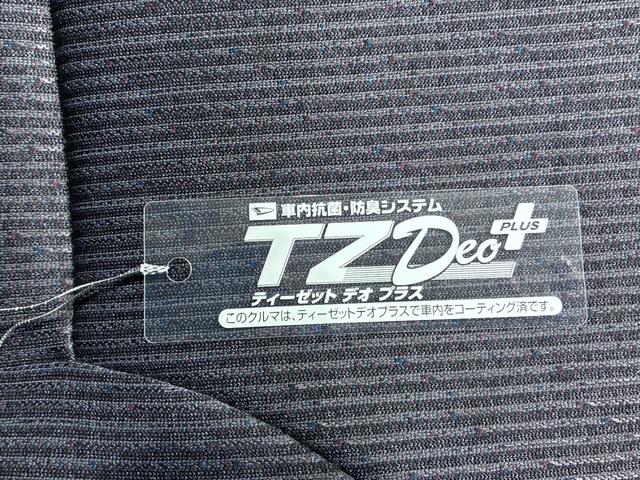 車内抗菌・防臭システム
TZ Deo PLUS
ティーゼット デオ プラス
このクルマは、ティーゼットデオプラスで車内をコーティング済です。